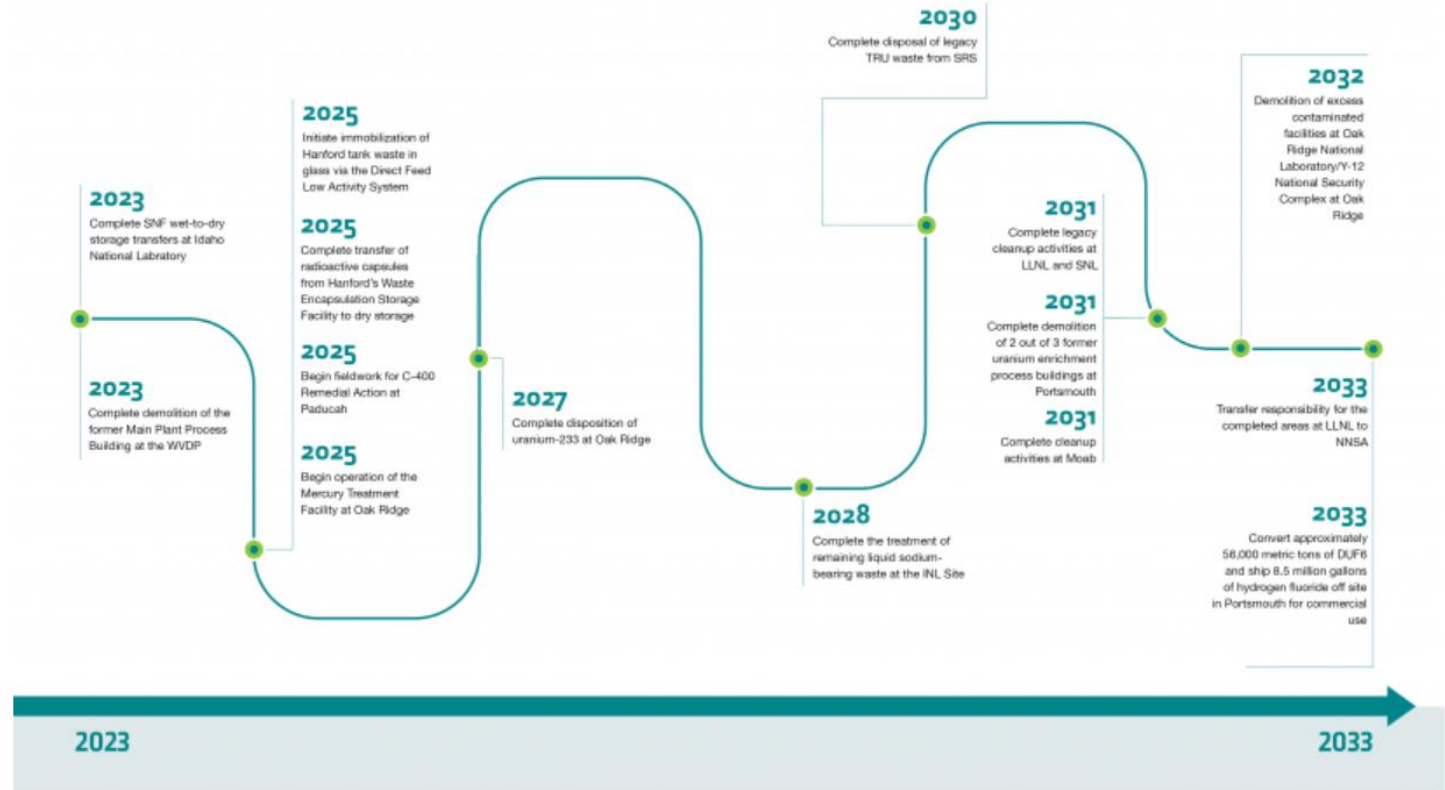 2023
Complete SNF wet-to-dry
storage transfers at Idaho
National Labratory
2023
Complete demolition of the
former Main Plant Process
Building at the WVDP
2025
Initiate immobilization of
Hanford tank waste in
glass via the Direct Feed
Low Activity System
2025
Complete transfer of
radioactive capsules
from Hanford's Waste
Encapsulation Storage
Facility to dry storage
2025
Begin fieldwork for C-400
Remedial Action at
Paducah
2025
Begin operation of the
Mercury Treatment
Facility at Oak Ridge
2027
Complete disposition of
uranium-233 at Oak Ridge
2028
Complete the treatment of
remaining liquid sodium-
bearing waste at the INL Site
2030
Complete disposal of legacy
TRU waste from SRS
2031
Complete legacy
cleanup activities at
LLNL and SNL
2031
Complete demolition
of 2 out of 3 former
uranium enrichment
process buildings at
Portsmouth
2031
Complete cleanup
activities at Moab
2032
Demolition of excess
contaminated
facilities at Oak
Ridge National
Laboratory/Y-12
National Security
Complex at Oak
Ridge
2033
Transfer responsibility for the
completed areas at LLNL to
NNSA
2033
Convert approximately
56,000 metric tons of DUF6
and ship 8.5 million gallons
of hydrogen fluoride off site
in Portsmouth for commercial
use
2023
2033